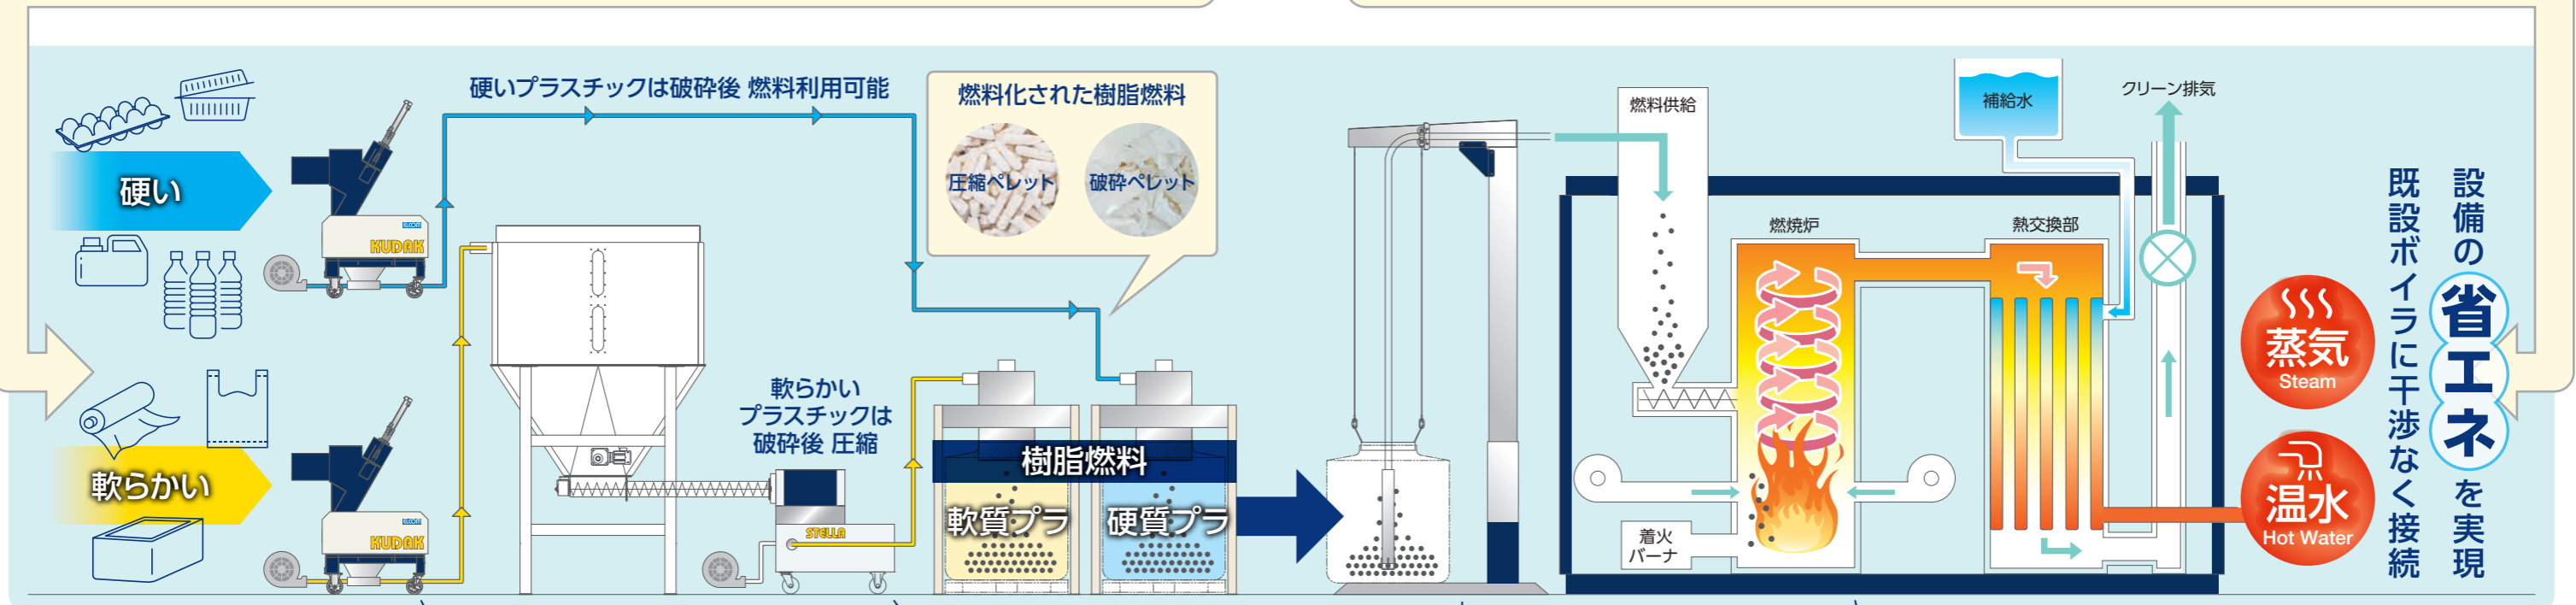 硬いプラスチックは破砕後 燃料利用可能
硬い
ELCOM
KUDAK
軟らかい
ELCOM
KUDAK
軟らかい
プラスチックは
破砕後 圧縮
STELLA
燃料化された樹脂燃料
圧縮ペレット
破砕ペレット
樹脂燃料
軟質プラ
硬質プラ
燃料供給
燃焼炉
着火
バーナ
熱交換部
補給水
クリーン排気
蒸気
Steam
温水
Hot Water
設備の省エネを実現
既設ボイラに干渉なく接続